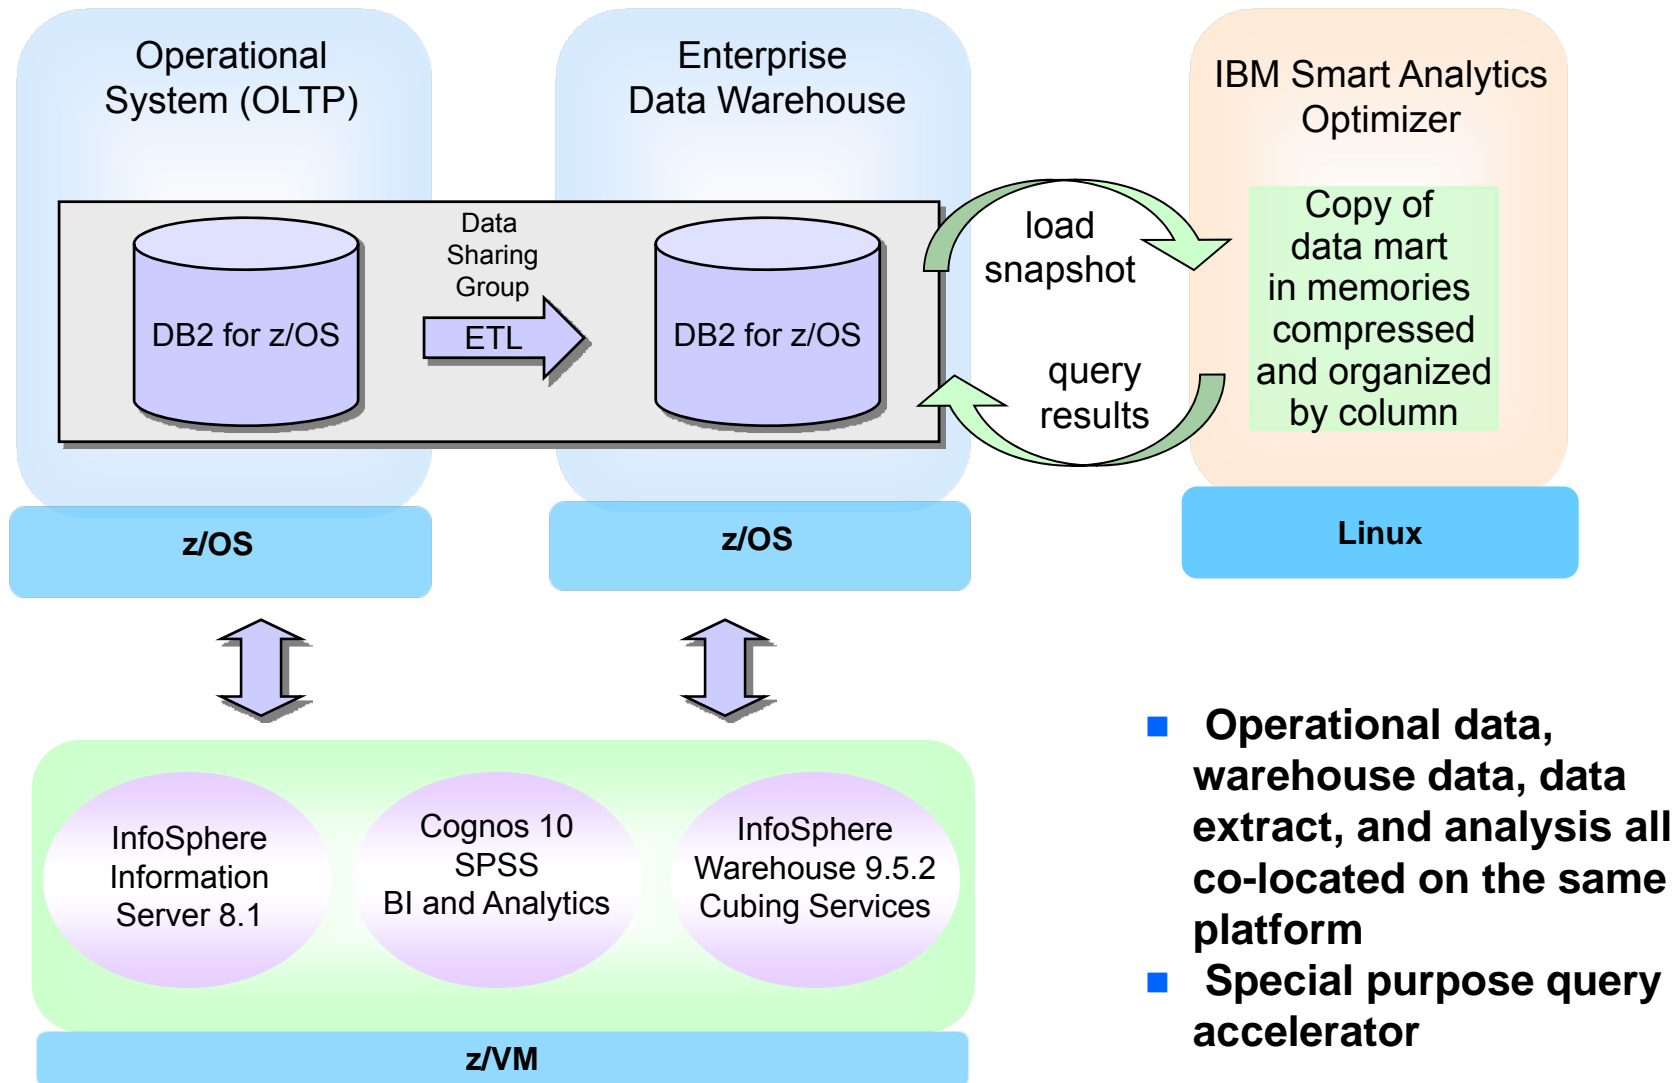 Operational
System (OLTP)
Enterprise
Data Warehouse
IBM Smart Analytics
Optimizer
Data
Sharing
Group
DB2 for z/OS
ETL
DB2 for z/OS
load
snapshot
query
results
Copy of
data mart
in memories
compressed
and organized
by column
z/OS
z/OS
Linux
InfoSphere
Information
Server 8.1
Cognos 10
SPSS
BI and Analytics
InfoSphere
Warehouse 9.5.2
Cubing Services
z/VM
Operational data,
warehouse data, data
extract, and analysis all
co-located on the same
platform
Special purpose query
accelerator